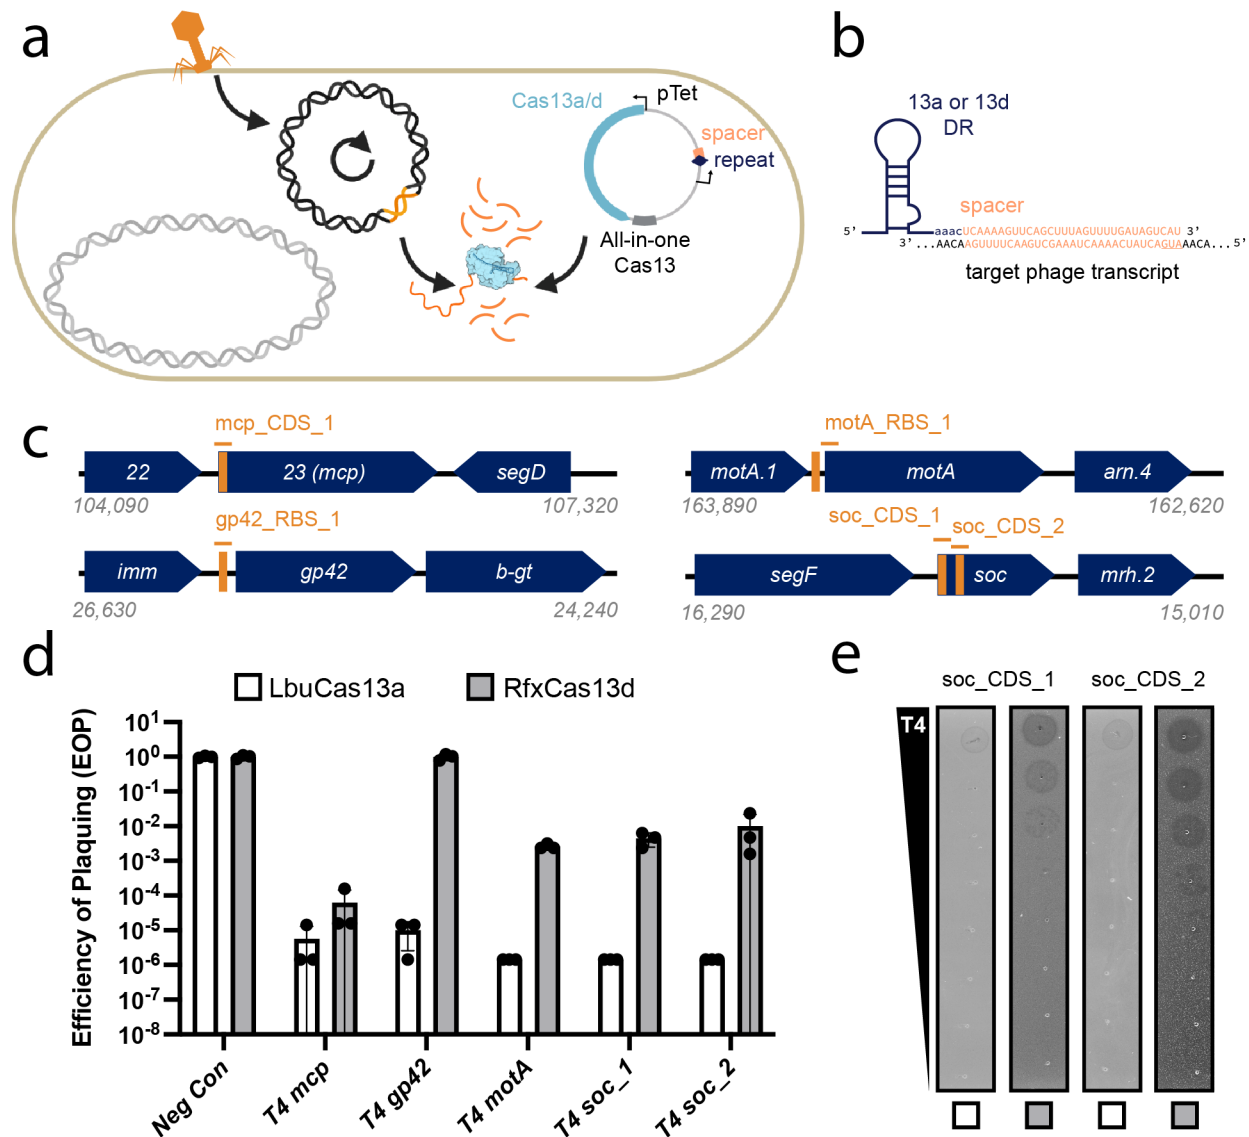 a
Cas13a/d
pTet
spacer
repeat
All-in-one
Cas13
b
13a or 13d
DR
spacer
5’
aaacUCAAAAGUUCAGCUUUAGUUUUGAUAGUCAU 3’
3’ ...AACAAGUUUUCAAGUCGAAAUCAAAACUAUCAGUAAACA... 5’
target phage transcript
c
mcp_CDS_1
22
23 (mcp)
segD
104,090
107,320
gp42_RBS_1
imm
gp42
b-gt
26,630
24,240
motA_RBS_1
motA.1
motA
arn.4
163,890
162,620
soc_CDS_1
soc_CDS_2
segF
soc
mrh.2
16,290
15,010
d
LbuCas13a
RfxCas13d
Efficiency of Plaquing (EOP)
10¹
10⁰
10⁻¹
10⁻²
10⁻³
10⁻⁴
10⁻⁵
10⁻⁶
10⁻⁷
10⁻⁸
Neg Con
T4 mcp
T4 gp42
T4 motA
T4 soc_1
T4 soc_2
e
soc_CDS_1
soc_CDS_2
T4